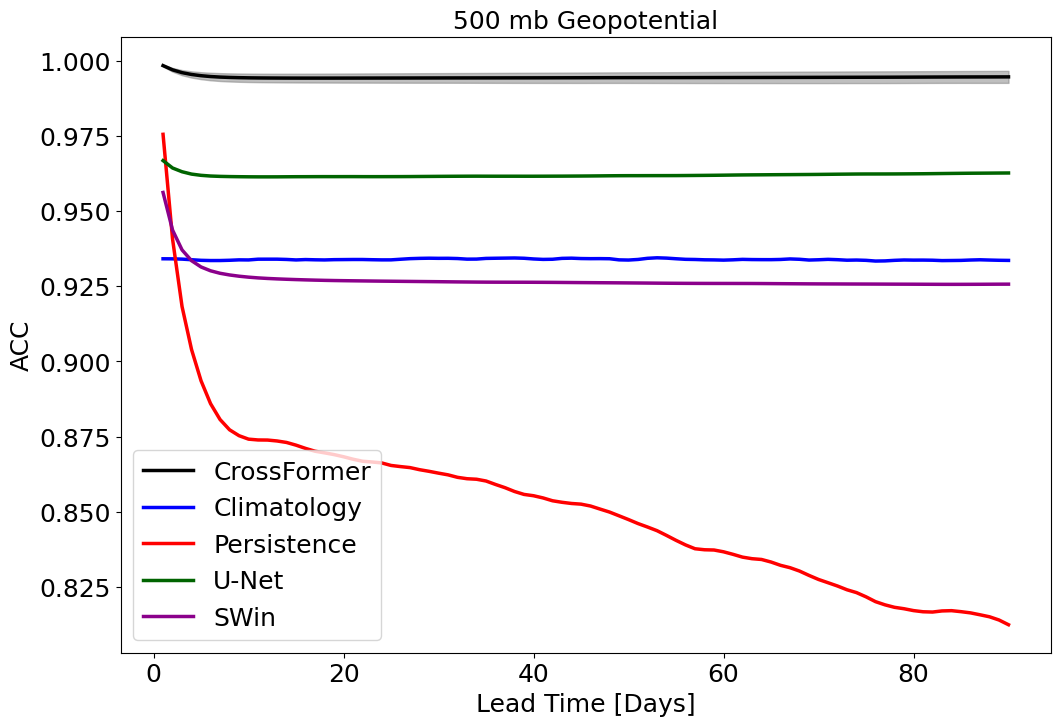 500 mb Geopotential
1.000
0.975
0.950
0.925
0.900
0.875
0.850
0.825
ACC
CrossFormer
Climatology
Persistence
U-Net
SWin
0 20 40 60 80
Lead Time [Days]